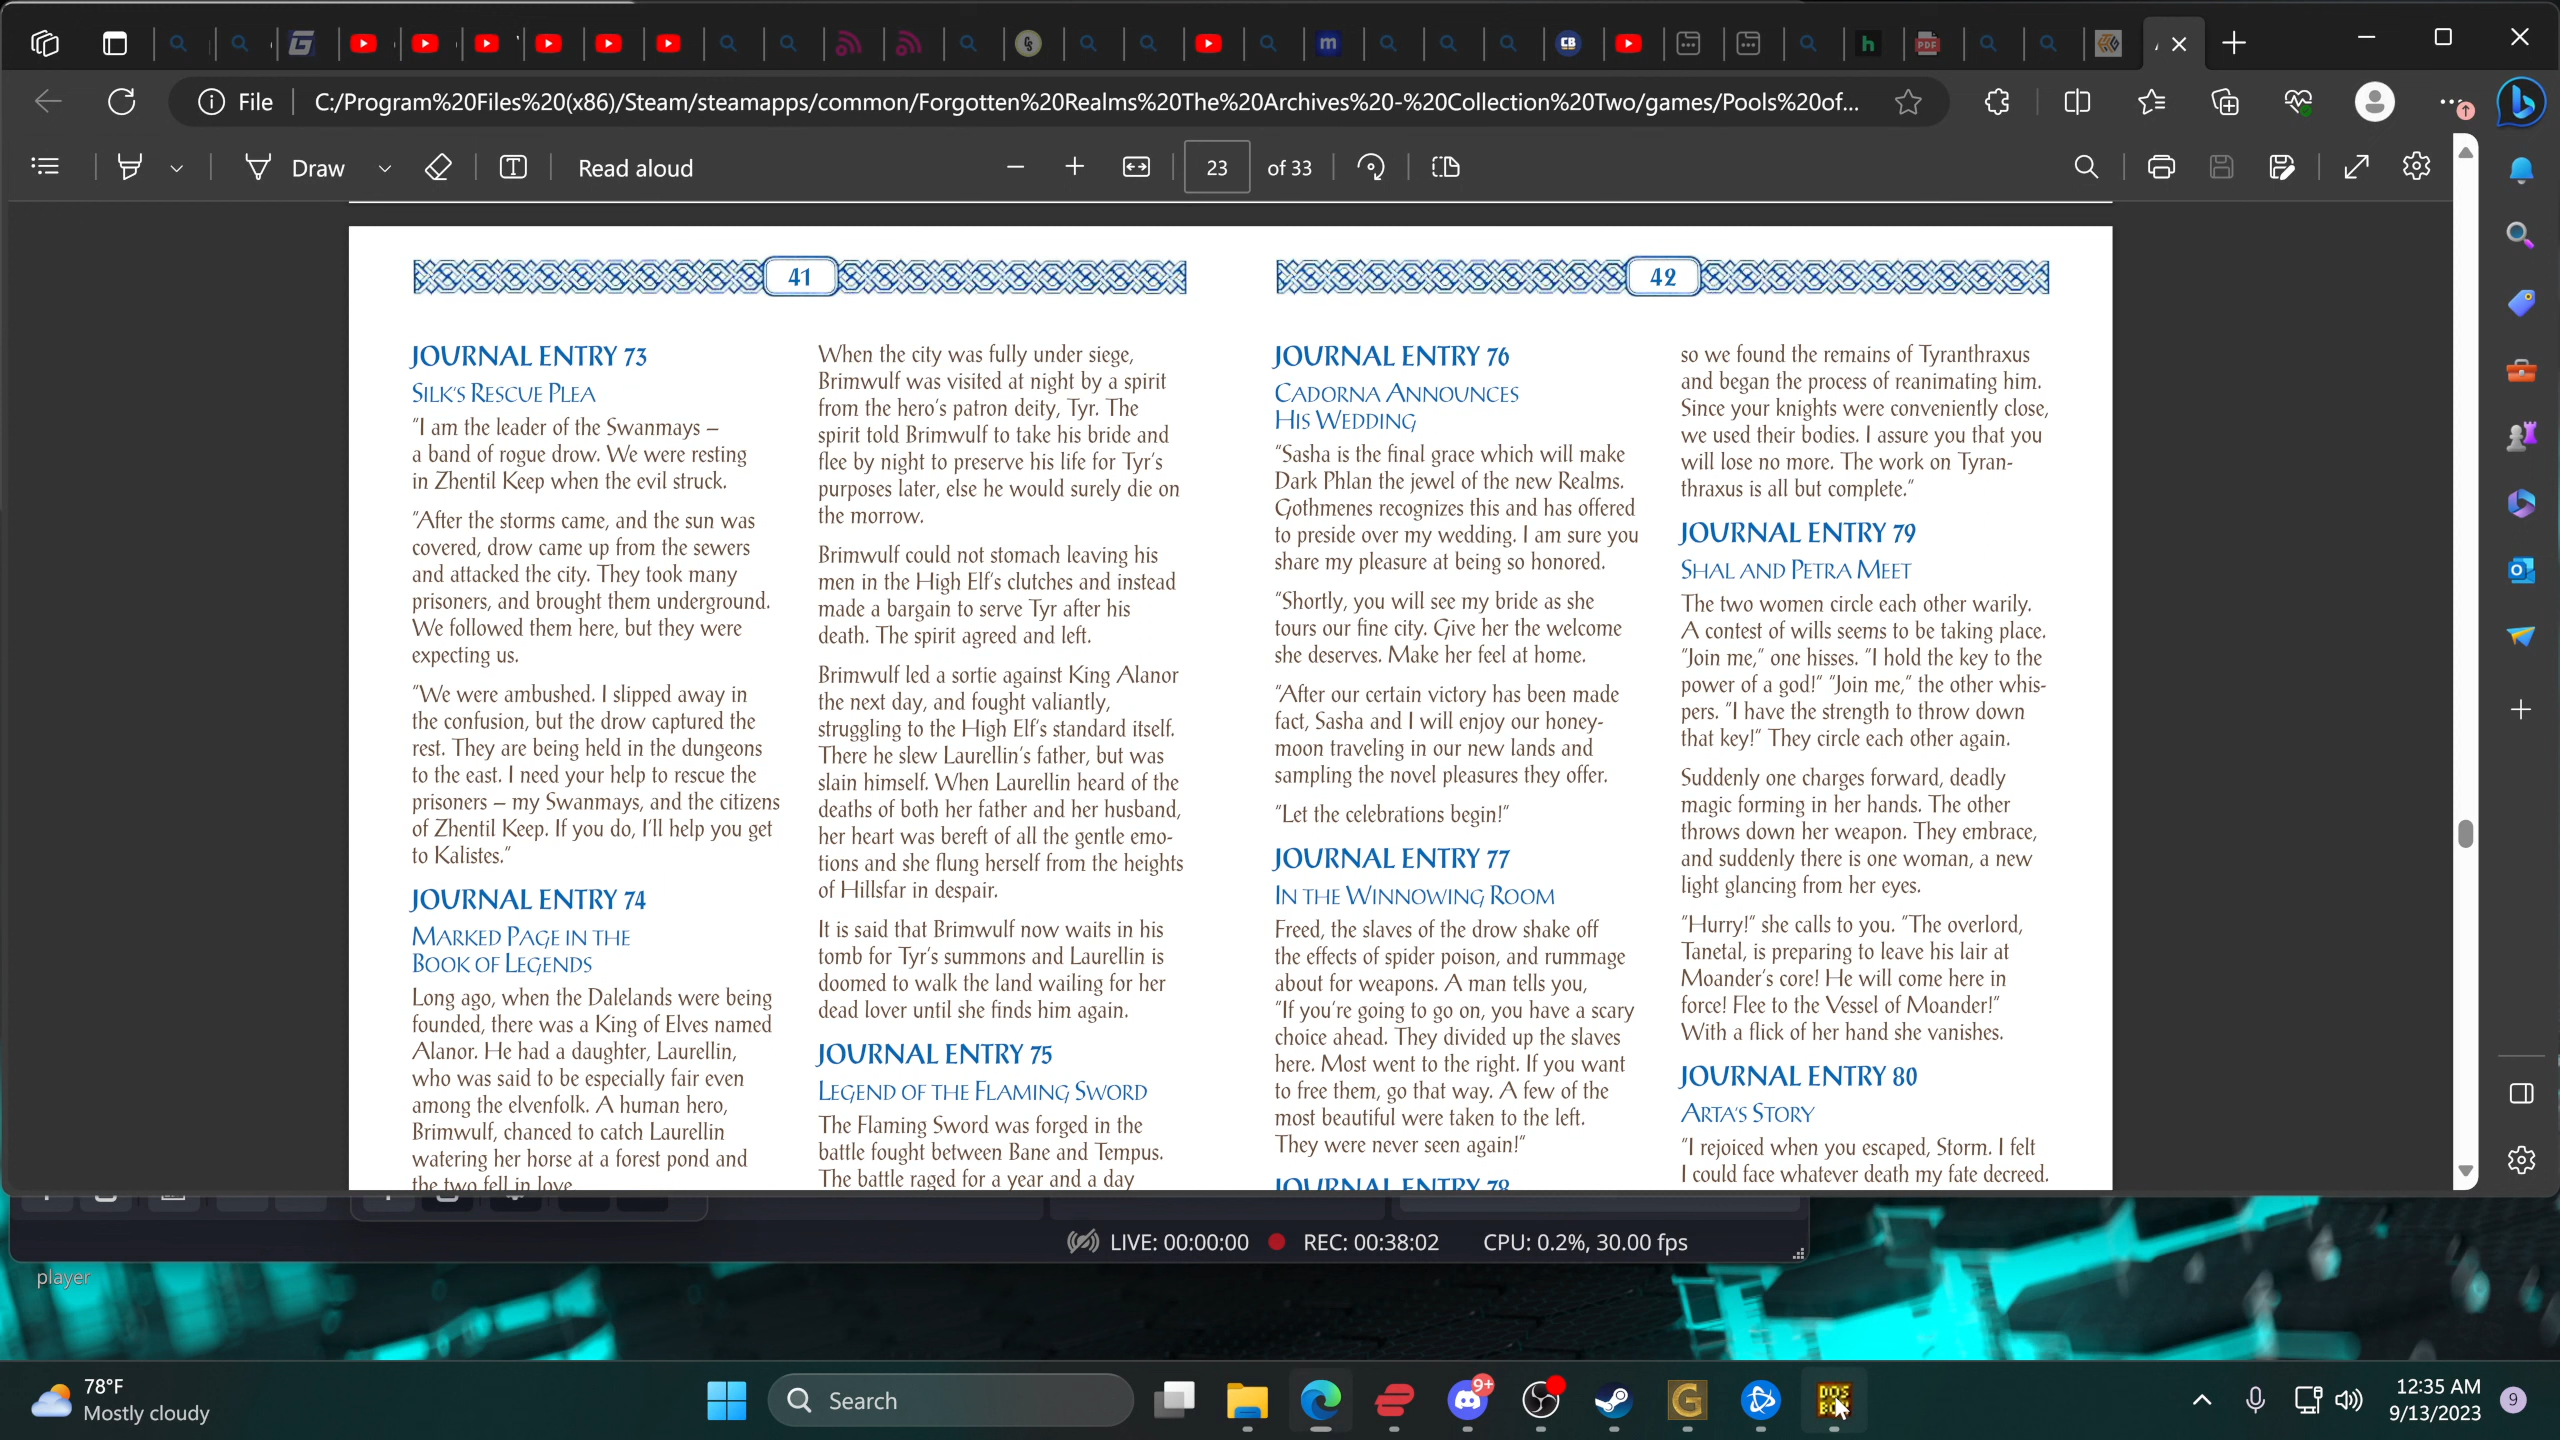 File
C:/Program%20Files%20(x86)/Steam/steamapps/common/Forgotten%20Realms%20The%20Archives%20-%20Collection%20Two/games/Pools%20of...
Draw
Read aloud
23
of 33
41
JOURNAL ENTRY 73
SILK'S RESCUE PLEA
"I am the leader of the Swanmays –
a band of rogue drow. We were resting
in Zhentil Keep when the evil struck.
"After the storms came, and the sun was
covered, drow came up from the sewers
and attacked the city. They took many
prisoners, and brought them underground.
We followed them here, but they were
expecting us.
"We were ambushed. I slipped away in
the confusion, but the drow captured the
rest. They are being held in the dungeons
to the east. I need your help to rescue the
prisoners – my Swanmays, and the citizens
of Zhentil Keep. If you do, I'll help you get
to Kalistes."
JOURNAL ENTRY 74
MARKED PAGE IN THE
BOOK OF LEGENDS
Long ago, when the Dalelands were being
founded, there was a King of Elves named
Alanor. He had a daughter, Laurellin,
who was said to be especially fair even
among the elvenfolk. A human hero,
Brimwulf, chanced to catch Laurellin
watering her horse at a forest pond and
the two fell in love.
When the city was fully under siege,
Brimwulf was visited at night by a spirit
from the hero's patron deity, Tyr. The
spirit told Brimwulf to take his bride and
flee by night to preserve his life for Tyr's
purposes later, else he would surely die on
the morrow.
Brimwulf could not stomach leaving his
men in the High Elf's clutches and instead
made a bargain to serve Tyr after his
death. The spirit agreed and left.
Brimwulf led a sortie against King Alanor
the next day, and fought valiantly,
struggling to the High Elf's standard itself.
There he slew Laurellin's father, but was
slain himself. When Laurellin heard of the
deaths of both her father and her husband,
her heart was bereft of all the gentle emo-
tions and she flung herself from the heights
of Hillsfar in despair.
It is said that Brimwulf now waits in his
tomb for Tyr's summons and Laurellin is
doomed to walk the land wailing for her
dead lover until she finds him again.
JOURNAL ENTRY 75
LEGEND OF THE FLAMING SWORD
The Flaming Sword was forged in the
battle fought between Bane and Tempus.
The battle raged for a year and a day
42
JOURNAL ENTRY 76
CADORNA ANNOUNCES
HIS WEDDING
"Sasha is the final grace which will make
Dark Phlan the jewel of the new Realms.
Gothmenes recognizes this and has offered
to preside over my wedding. I am sure you
share my pleasure at being so honored.
"Shortly, you will see my bride as she
tours our fine city. Give her the welcome
she deserves. Make her feel at home.
"After our certain victory has been made
fact, Sasha and I will enjoy our honey-
moon traveling in our new lands and
sampling the novel pleasures they offer.
"Let the celebrations begin!"
JOURNAL ENTRY 77
IN THE WINNOWING ROOM
Freed, the slaves of the drow shake off
the effects of spider poison, and rummage
about for weapons. A man tells you,
"If you're going to go on, you have a scary
choice ahead. They divided up the slaves
here. Most went to the right. If you want
to free them, go that way. A few of the
most beautiful were taken to the left.
They were never seen again!"
JOURNAL ENTRY 78
so we found the remains of Tyranthraxus
and began the process of reanimating him.
Since your knights were conveniently close,
we used their bodies. I assure you that you
will lose no more. The work on Tyran-
thraxus is all but complete."
JOURNAL ENTRY 79
SHAL AND PETRA MEET
The two women circle each other warily.
A contest of wills seems to be taking place.
"Join me," one hisses. "I hold the key to the
power of a god!" "Join me," the other whis-
pers. "I have the strength to throw down
that key!" They circle each other again.
Suddenly one charges forward, deadly
magic forming in her hands. The other
throws down her weapon. They embrace,
and suddenly there is one woman, a new
light glancing from her eyes.
"Hurry!" she calls to you. "The overlord,
Tanetal, is preparing to leave his lair at
Moander's core! He will come here in
force! Flee to the Vessel of Moander!"
With a flick of her hand she vanishes.
JOURNAL ENTRY 80
ARTA'S STORY
"I rejoiced when you escaped, Storm. I felt
I could face whatever death my fate decreed.
LIVE: 00:00:00
REC: 00:38:02
CPU: 0.2%, 30.00 fps
player
78°F
Mostly cloudy
Search
9+
DOS
BOX
12:35 AM
9/13/2023
9